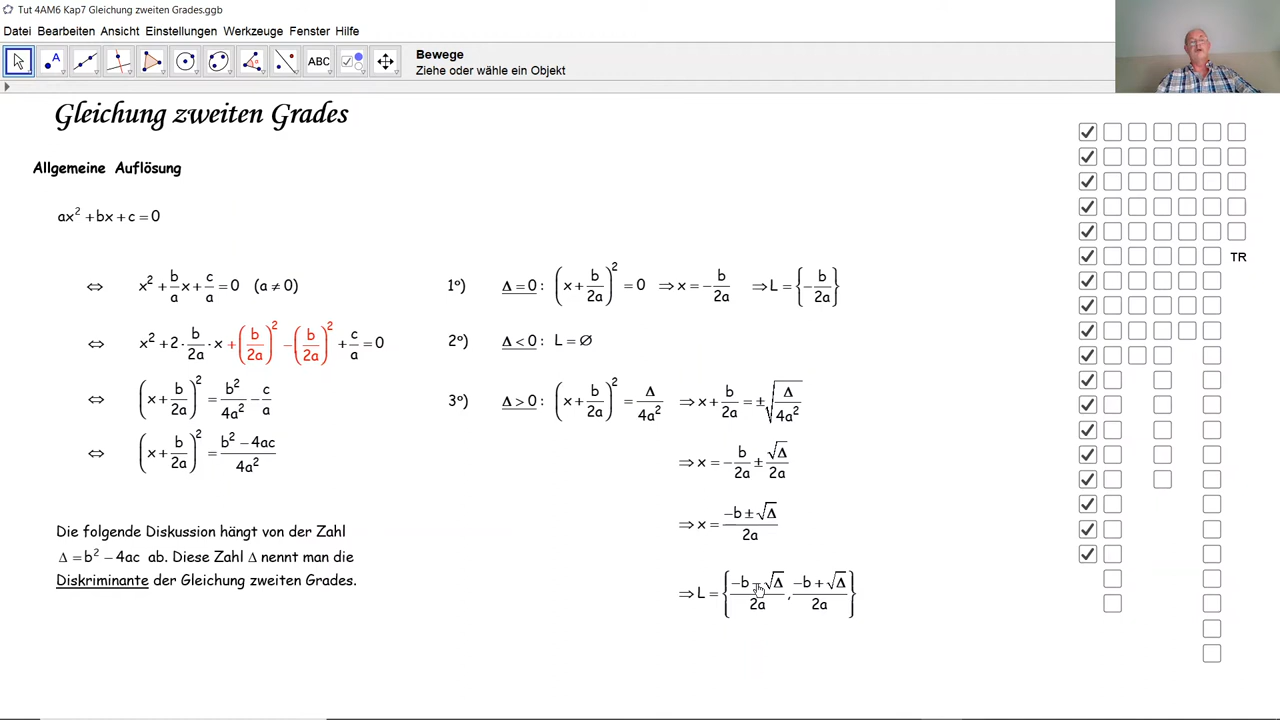 Tut 4AM6 Kap7 Gleichung zweiten Grades.ggb
Datei Bearbeiten Ansicht Einstellungen Werkzeuge Fenster Hilfe
A ABC
Bewege
Ziehe oder wähle ein Objekt
Gleichung zweiten Grades
Allgemeine Auflösung
ax² + bx + c = 0
⇔ x² + b/a x + c/a = 0 (a ≠ 0)
⇔ x² + 2 · b/2a · x + (b/2a)² − (b/2a)² + c/a = 0
⇔ (x + b/2a)² = b²/4a² − c/a
⇔ (x + b/2a)² = (b² − 4ac)/4a²
Die folgende Diskussion hängt von der Zahl
Δ = b² − 4ac ab. Diese Zahl Δ nennt man die
Diskriminante der Gleichung zweiten Grades.
1°) Δ = 0 : (x + b/2a)² = 0 ⇒ x = − b/2a ⇒ L = {− b/2a}
2°) Δ < 0 : L = ∅
3°) Δ > 0 : (x + b/2a)² = Δ/4a² ⇒ x + b/2a = ± √(Δ/4a²)
⇒ x = − b/2a ± √Δ/2a
⇒ x = (−b ± √Δ)/2a
⇒ L = {(−b − √Δ)/2a , (−b + √Δ)/2a}
TR